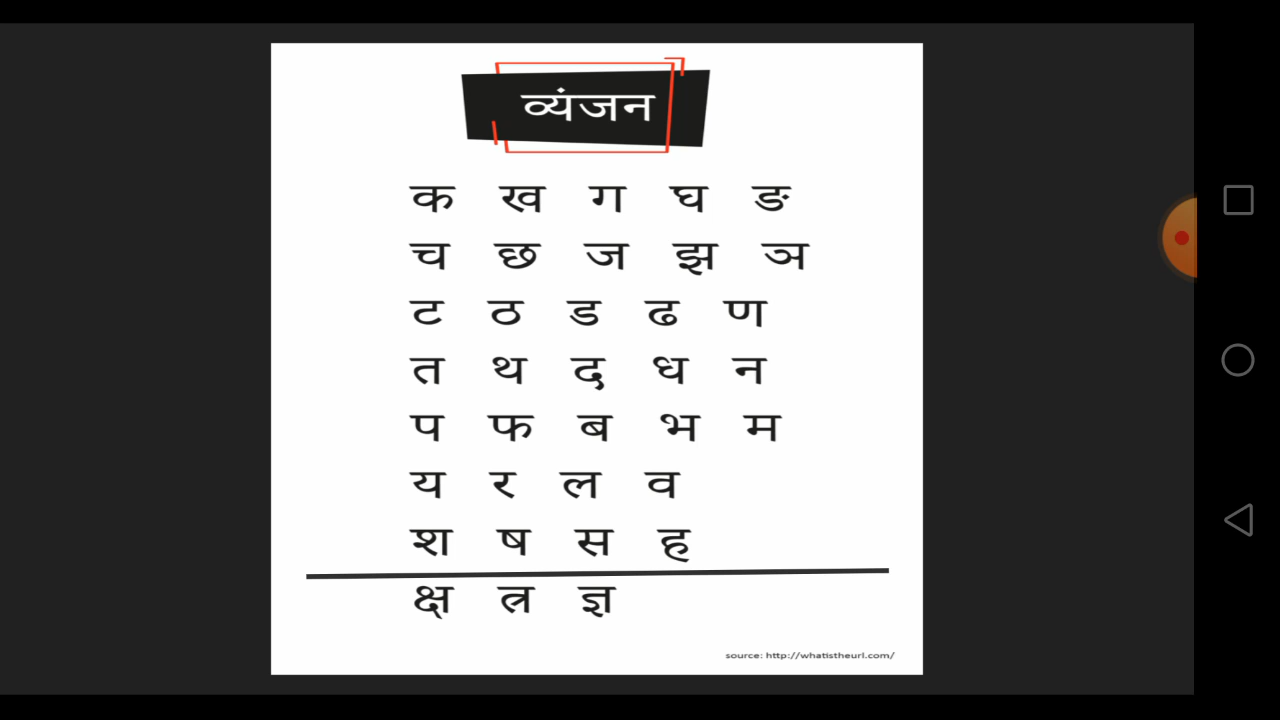 व्यंजन
क ख ग घ ङ
च छ ज झ ञ
ट ठ ड ढ ण
त थ द ध न
प फ ब भ म
य र ल व
श ष स ह
क्ष त्र ज्ञ
source: http://whatistheurl.com/